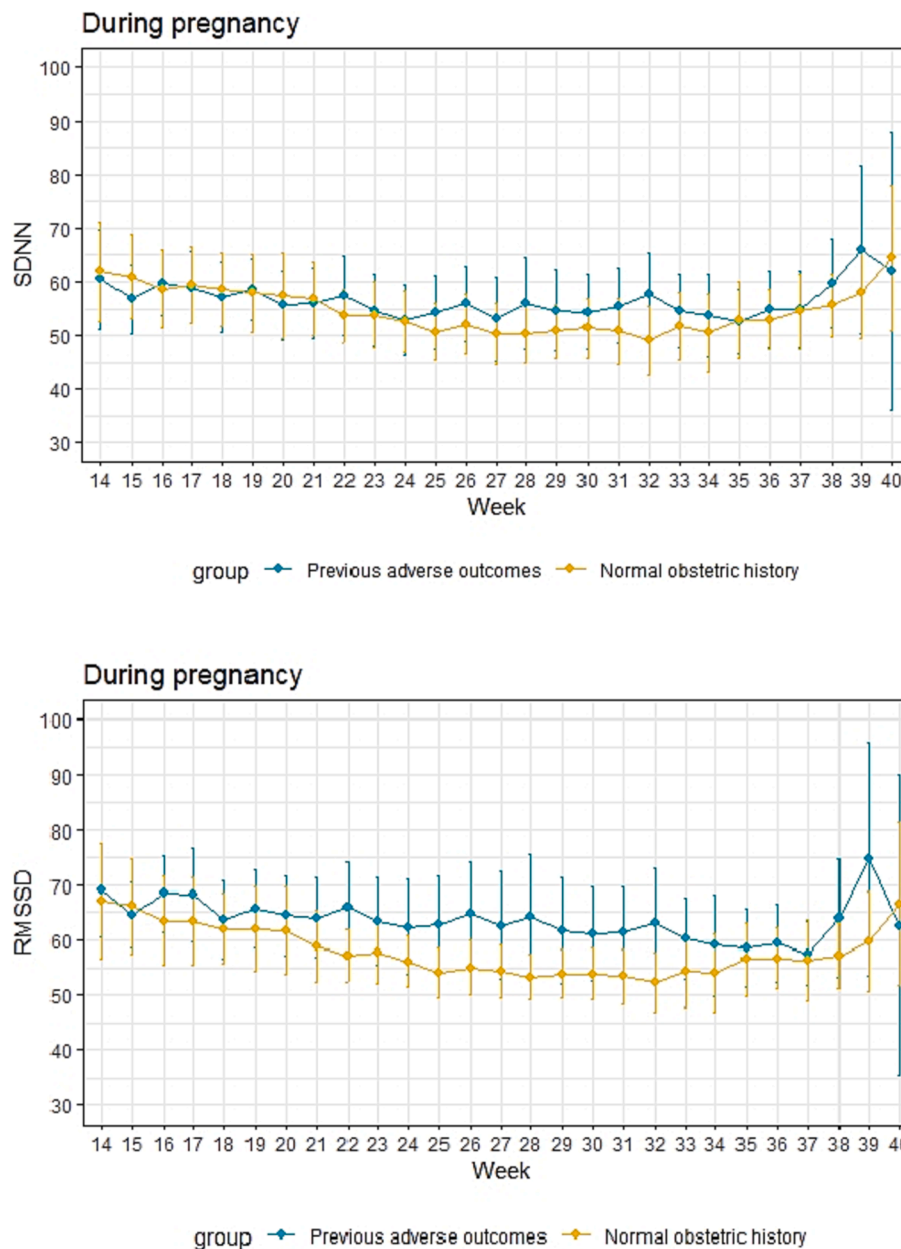 During pregnancy
100
90
80
70
60
50
40
30
SDNN
14 15 16 17 18 19 20 21 22 23 24 25 26 27 28 29 30 31 32 33 34 35 36 37 38 39 40
Week
group Previous adverse outcomes Normal obstetric history
During pregnancy
100
90
80
70
60
50
40
30
RMSSD
14 15 16 17 18 19 20 21 22 23 24 25 26 27 28 29 30 31 32 33 34 35 36 37 38 39 40
Week
group Previous adverse outcomes Normal obstetric history